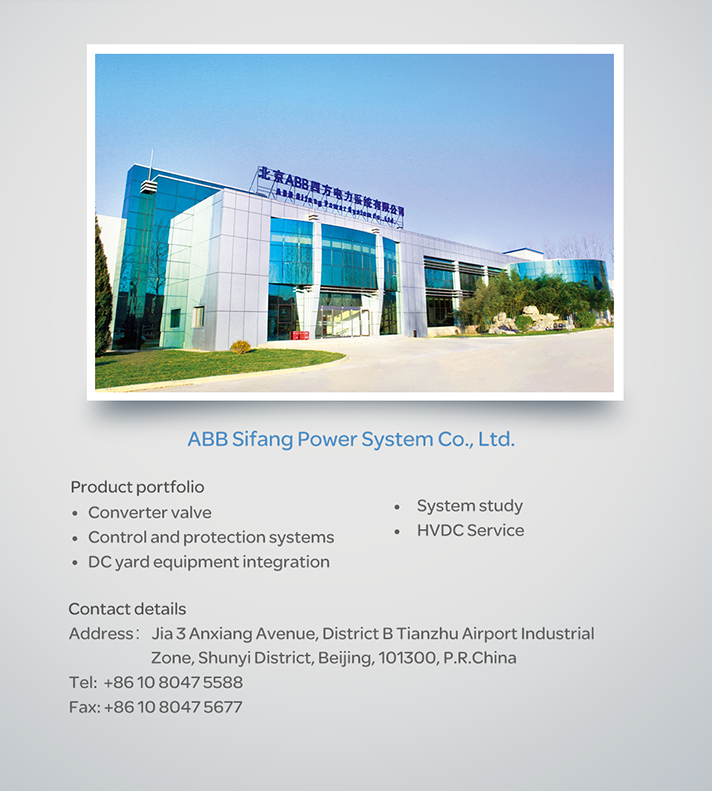 北京ABB四方电力系统有限公司
ABB Sifang Power System Co., Ltd.
ABB Sifang Power System Co., Ltd.
Product portfolio
• Converter valve
• Control and protection systems
• DC yard equipment integration
• System study
• HVDC Service
Contact details
Address： Jia 3 Anxiang Avenue, District B Tianzhu Airport Industrial
Zone, Shunyi District, Beijing, 101300, P.R.China
Tel: +86 10 8047 5588
Fax: +86 10 8047 5677